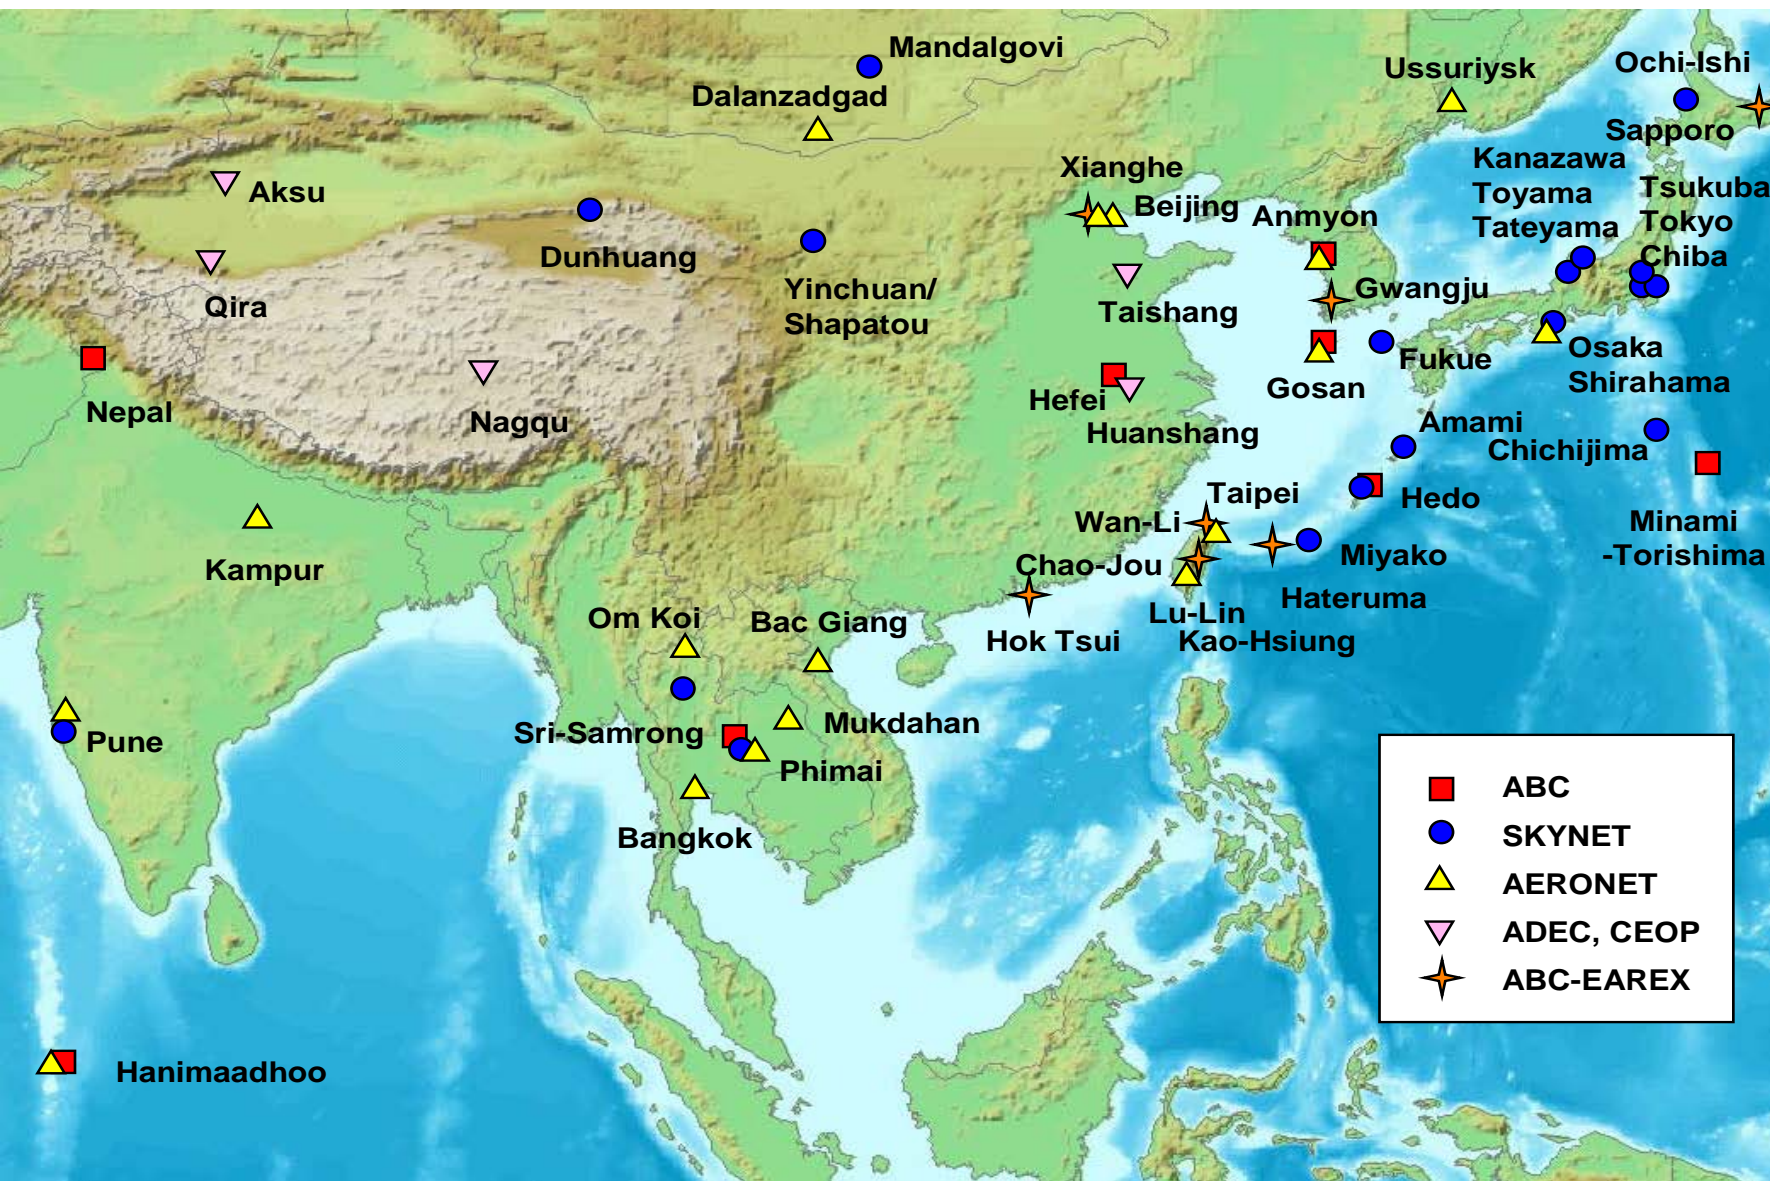 Mandalgovi
Dalanzadgad
Ussuriysk
Ochi-Ishi
Sapporo
Kanazawa
Toyama
Tateyama
Tsukuba
Tokyo
Chiba
Xianghe
Beijing
Anmyon
Aksu
Dunhuang
Yinchuan/
Shapatou
Qira
Taishang
Gwangju
Nepal
Nagqu
Hefei
Huanshang
Gosan
Fukue
Osaka
Shirahama
Amami
Chichijima
Hedo
Minami
-Torishima
Taipei
Wan-Li
Chao-Jou
Miyako
Hateruma
Kampur
Om Koi
Bac Giang
Hok Tsui
Lu-Lin
Kao-Hsiung
Pune
Sri-Samrong
Mukdahan
Phimai
Bangkok
Hanimaadhoo
ABC
SKYNET
AERONET
ADEC, CEOP
ABC-EAREX